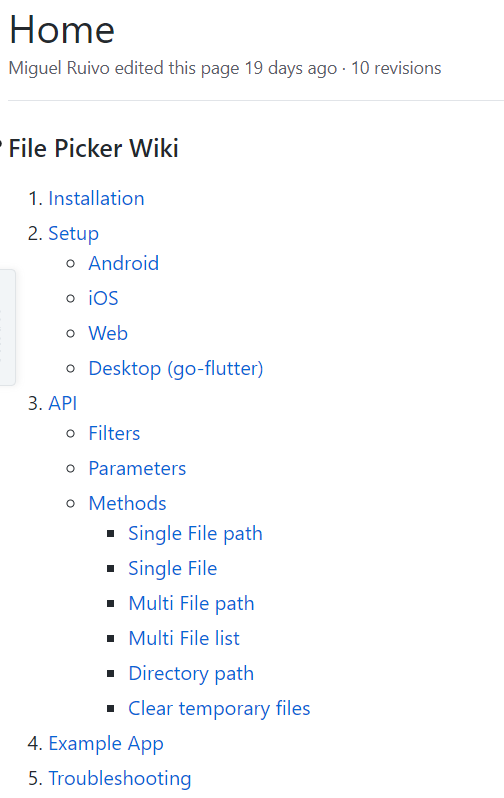 Home
Miguel Ruivo edited this page 19 days ago · 10 revisions
File Picker Wiki
1. Installation
2. Setup
Android
iOS
Web
Desktop (go-flutter)
3. API
Filters
Parameters
Methods
Single File path
Single File
Multi File path
Multi File list
Directory path
Clear temporary files
4. Example App
5. Troubleshooting